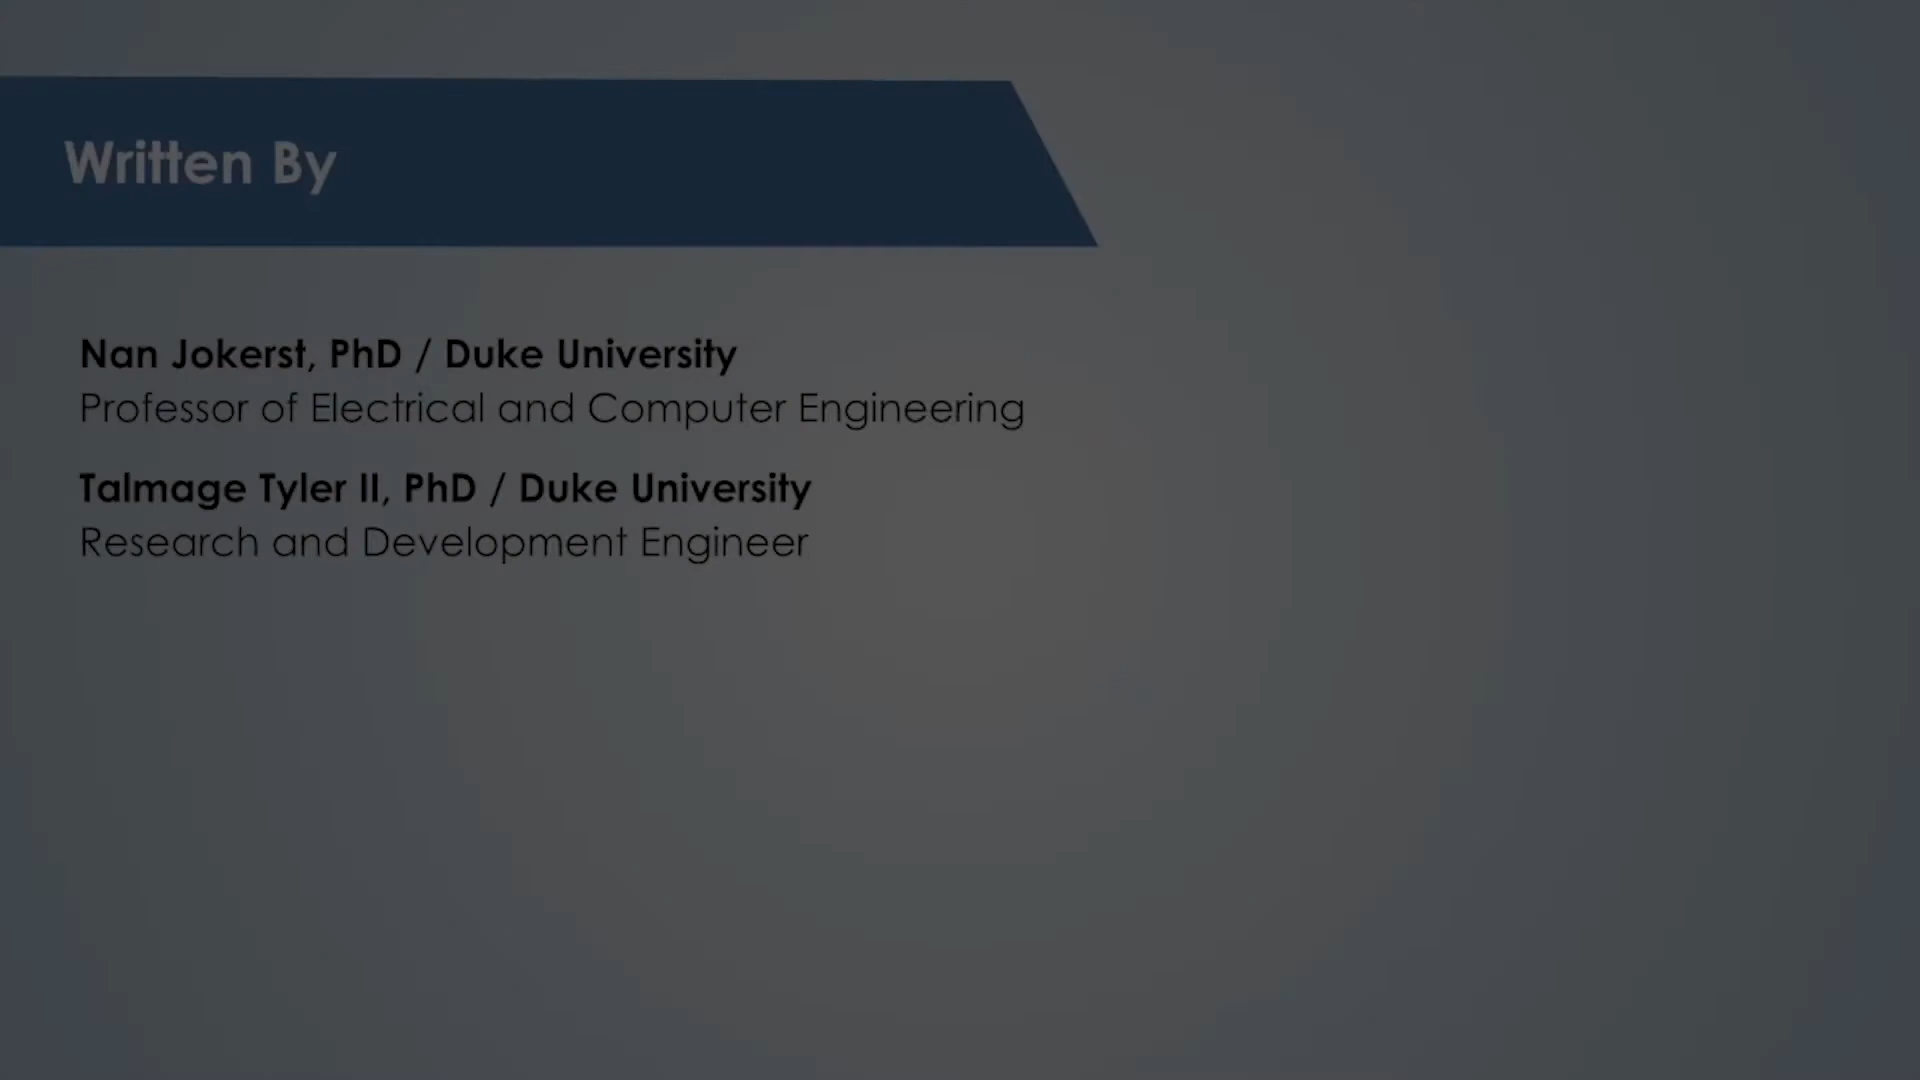 Written By
Nan Jokerst, PhD / Duke University
Professor of Electrical and Computer Engineering
Talmage Tyler II, PhD / Duke University
Research and Development Engineer